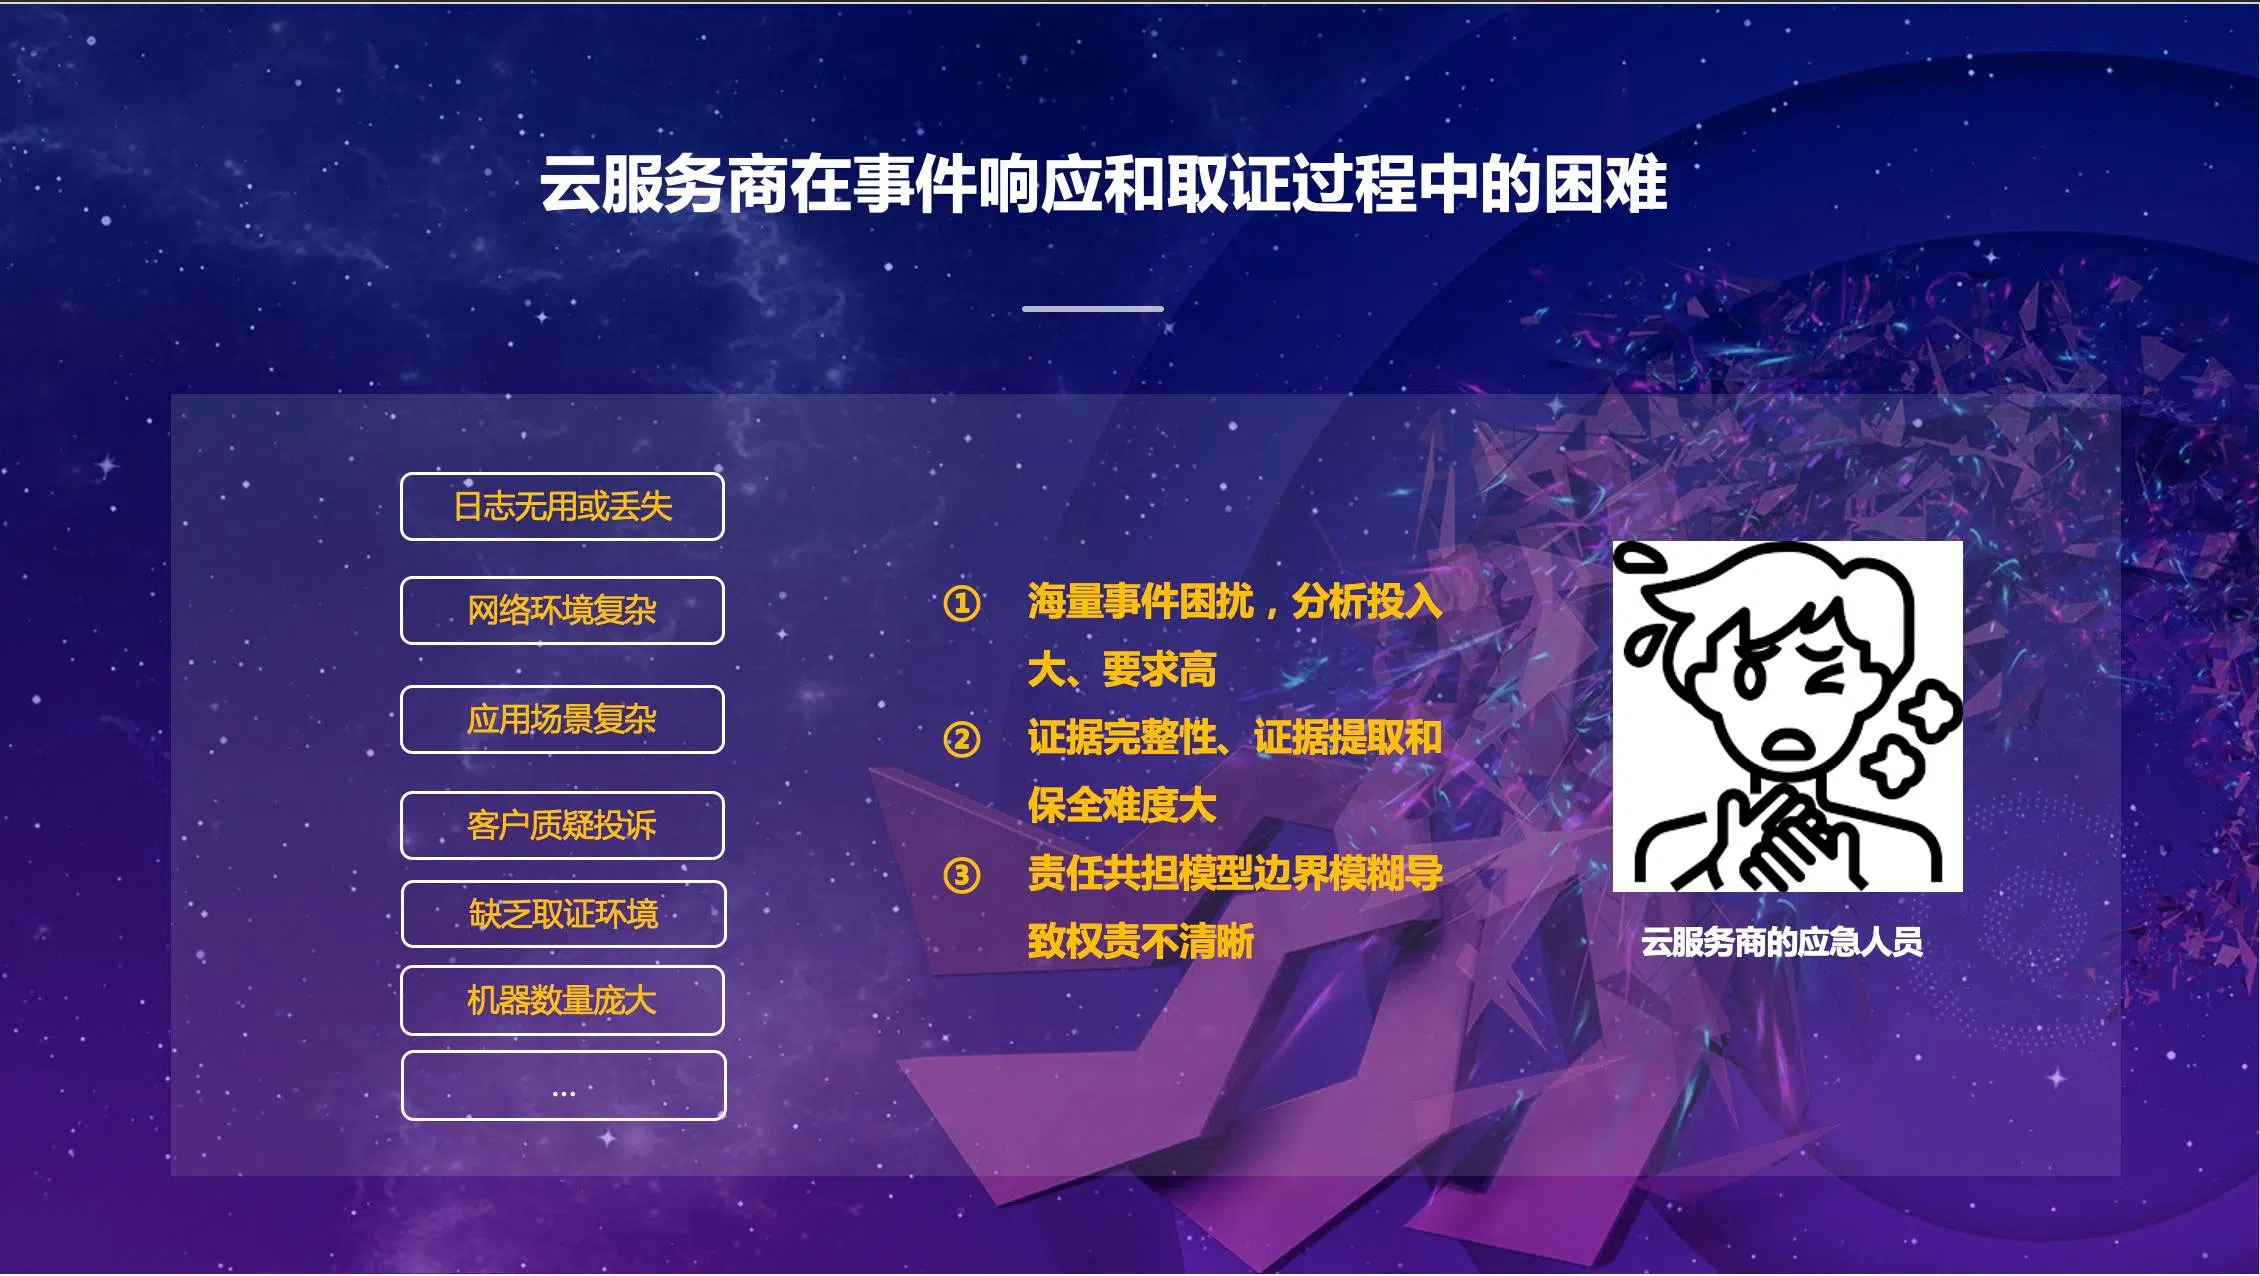 云服务商在事件响应和取证过程中的困难
日志无用或丢失
网络环境复杂
应用场景复杂
客户质疑投诉
缺乏取证环境
机器数量庞大
...
① 海量事件困扰，分析投入
大、要求高
② 证据完整性、证据提取和
保全难度大
③ 责任共担模型边界模糊导
致权责不清晰
云服务商的应急人员